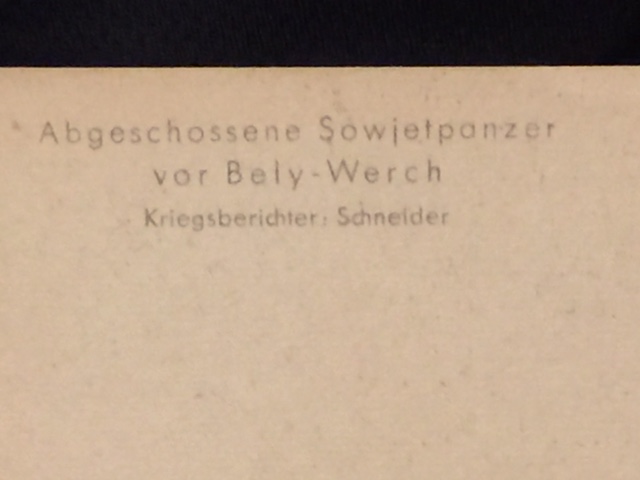 Abgeschossene Sowjetpanzer
vor Bely-Werch
Kriegsberichter: Schneider